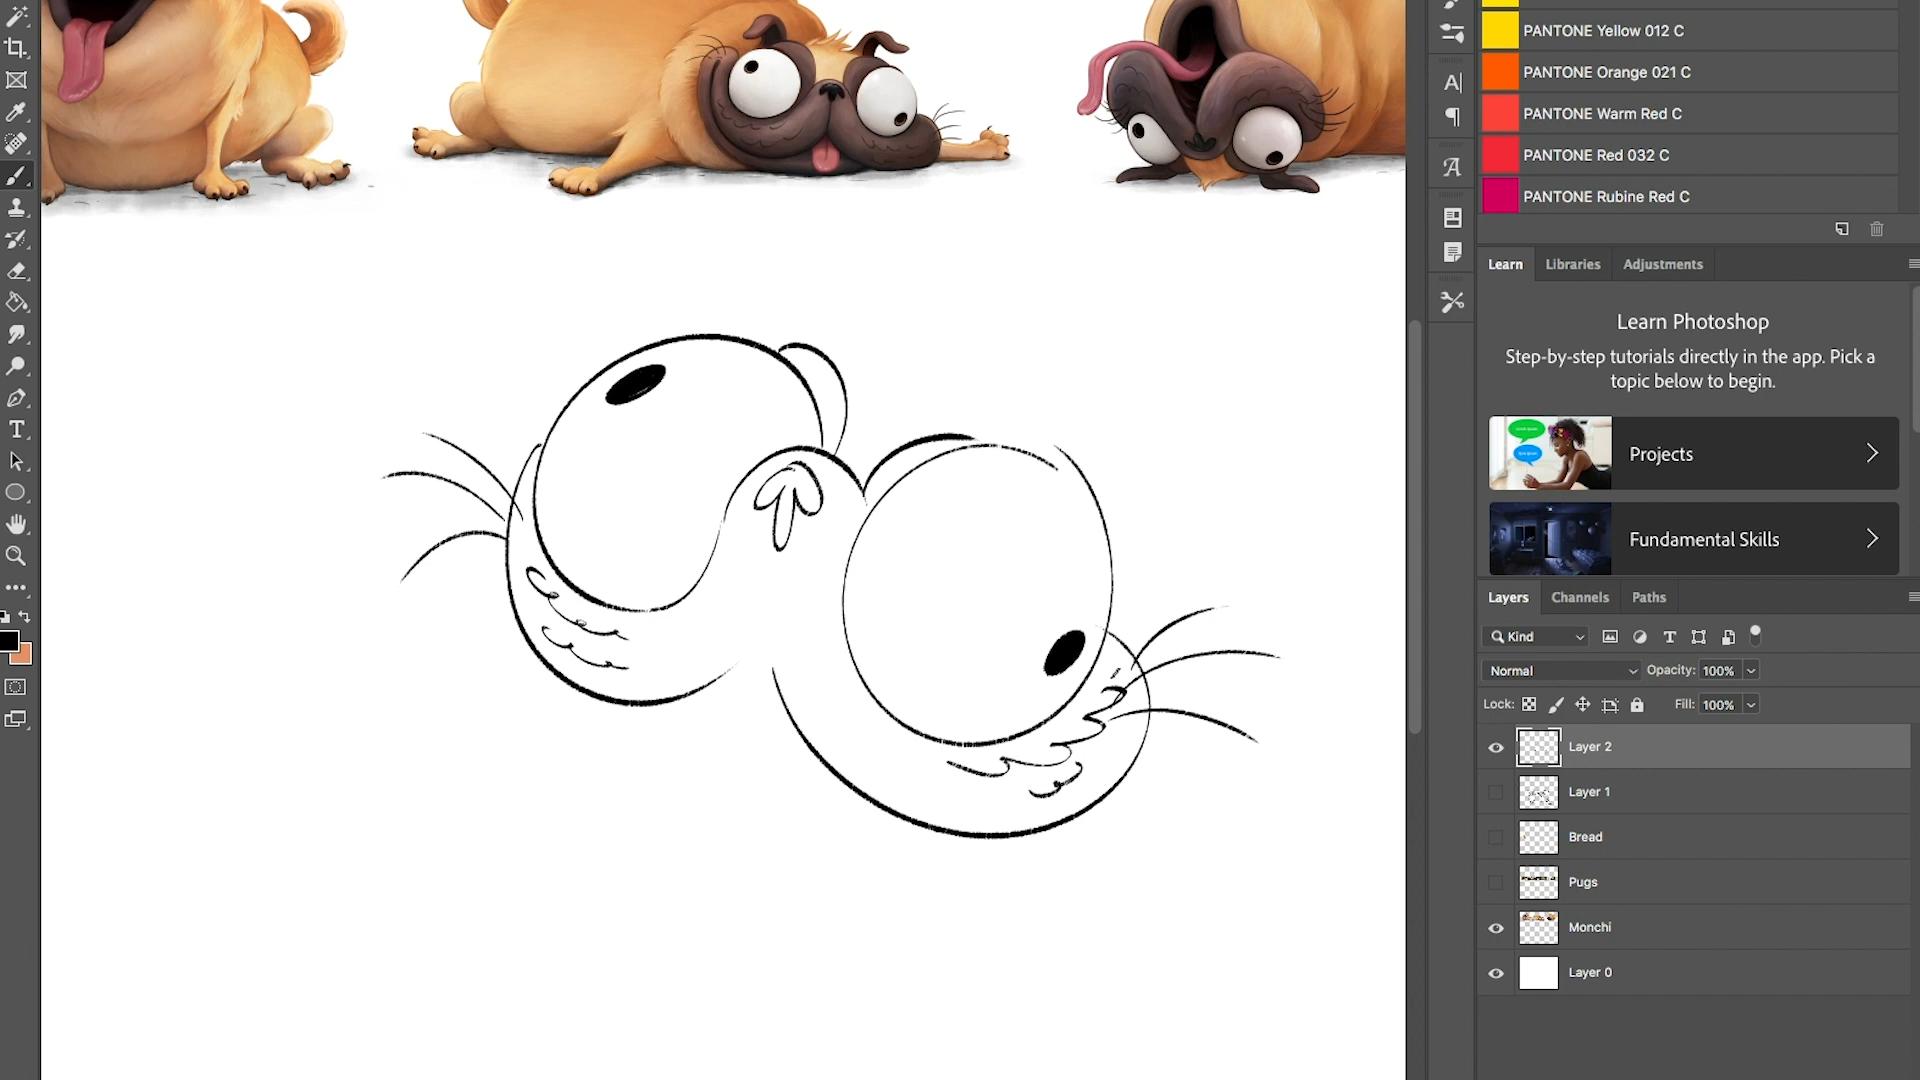 PANTONE Yellow 012 C
PANTONE Orange 021 C
PANTONE Warm Red C
PANTONE Red 032 C
PANTONE Rubine Red C
Learn Libraries Adjustments
Learn Photoshop
Step-by-step tutorials directly in the app. Pick a
topic below to begin.
Projects
Fundamental Skills
Layers Channels Paths
Kind
Normal Opacity: 100%
Lock: Fill: 100%
Layer 2
Layer 1
Bread
Pugs
Monchi
Layer 0